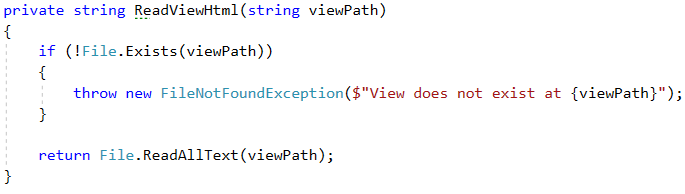 private string ReadViewHtml(string viewPath)
{
if (!File.Exists(viewPath))
{
throw new FileNotFoundException($"View does not exist at {viewPath}");
}
return File.ReadAllText(viewPath);
}